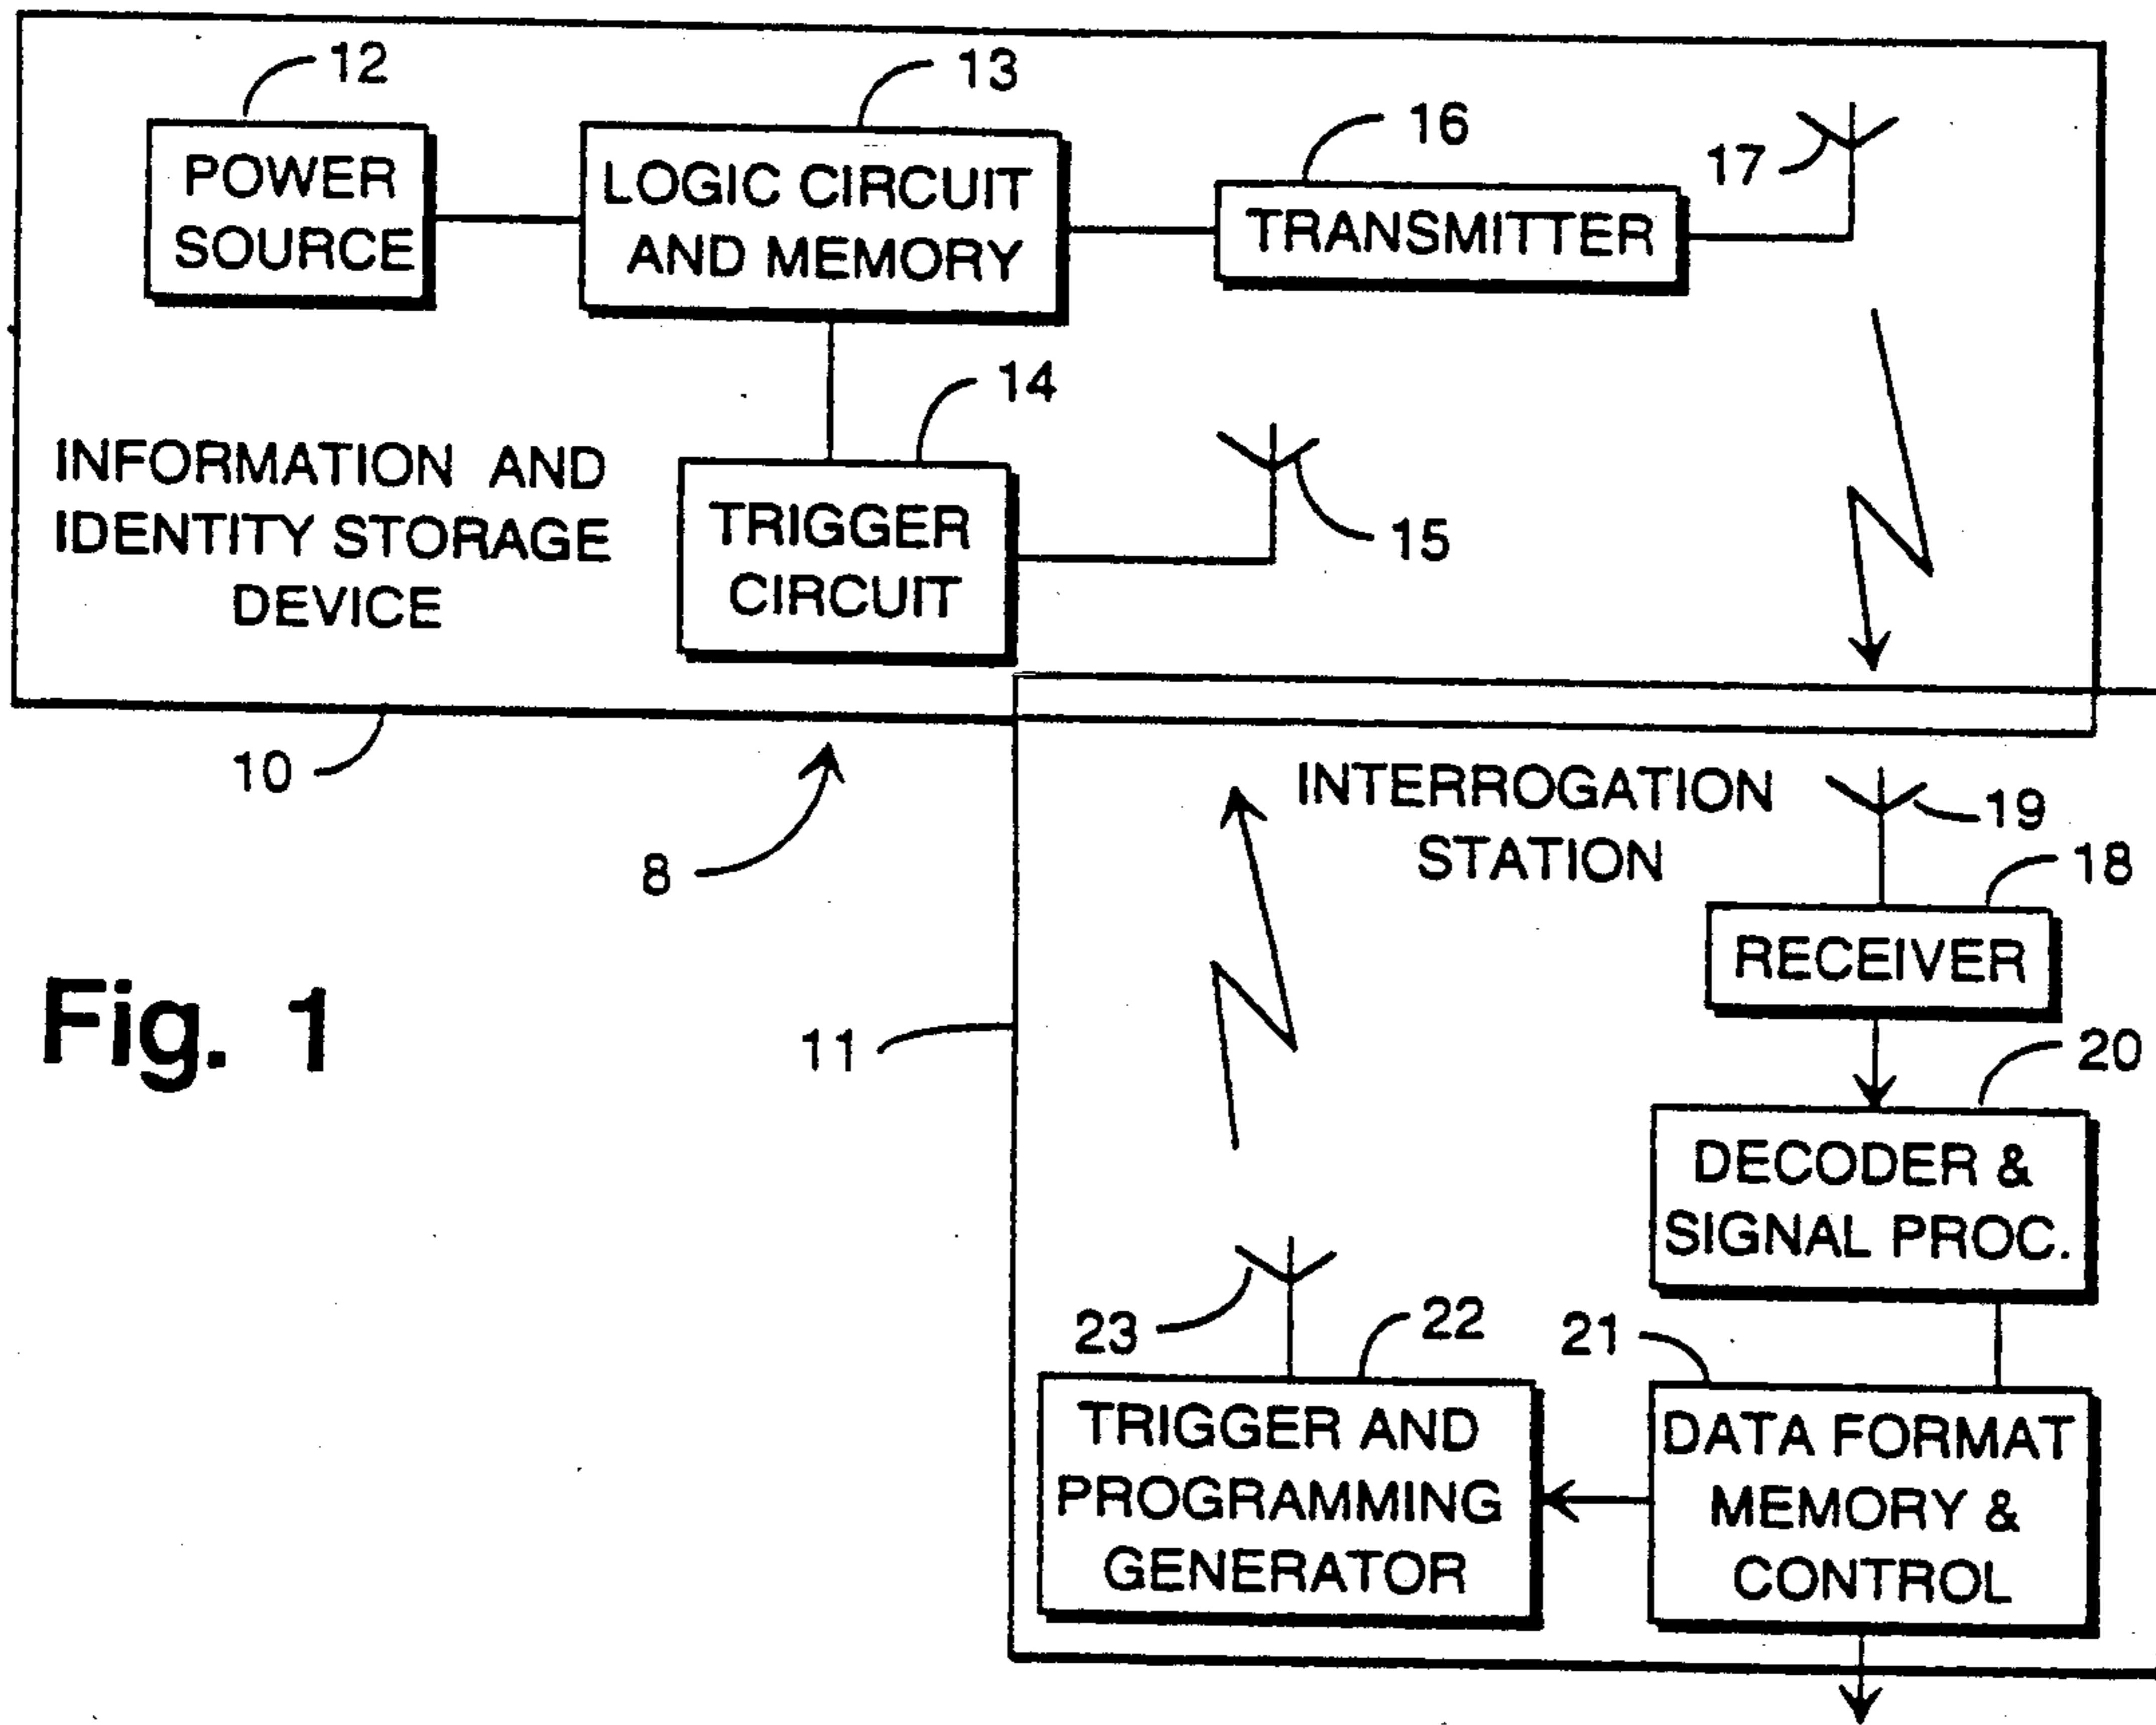 12
13
16
17
POWER
SOURCE
LOGIC CIRCUIT
AND MEMORY
TRANSMITTER
14
15
INFORMATION AND
IDENTITY STORAGE
DEVICE
TRIGGER
CIRCUIT
10
8
INTERROGATION
STATION
19
18
RECEIVER
Fig. 1
11
20
DECODER &
SIGNAL PROC.
23
22
21
TRIGGER AND
PROGRAMMING
GENERATOR
DATA FORMAT
MEMORY &
CONTROL